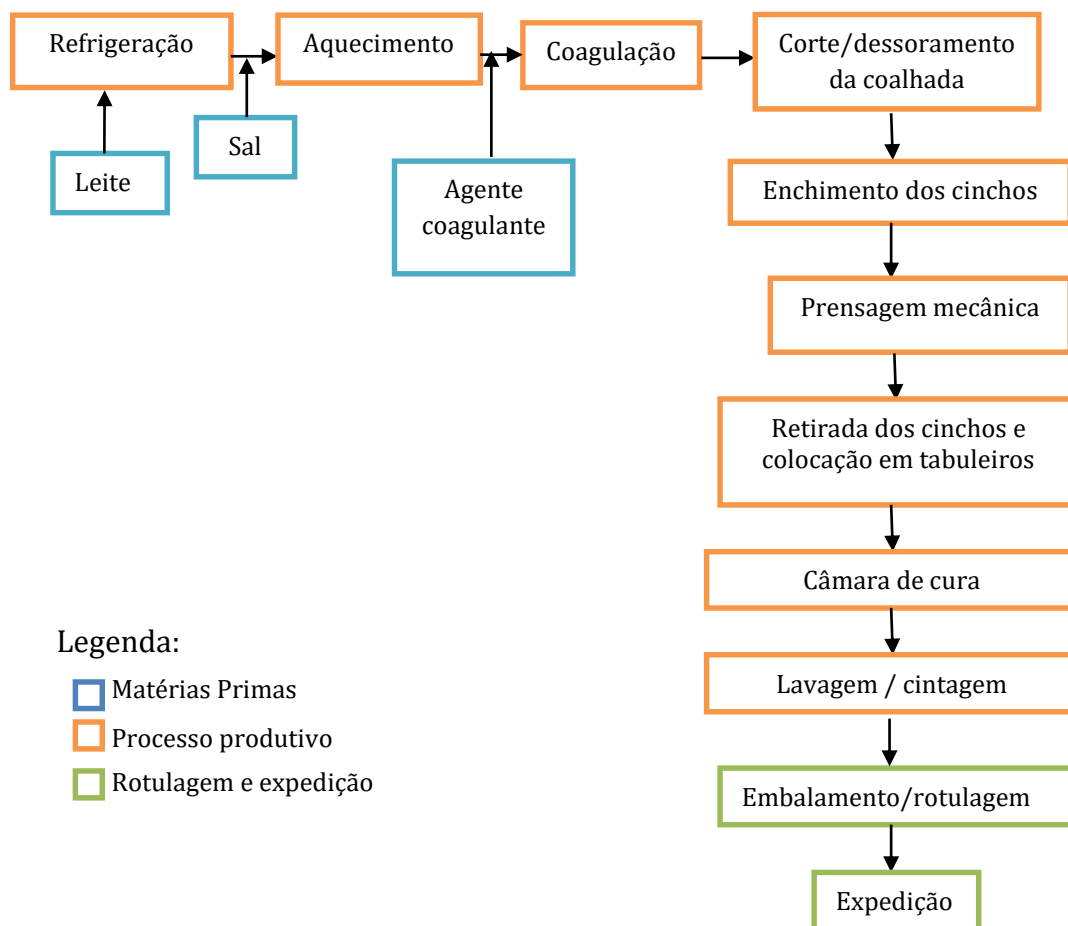 Refrigeração
Aquecimento
Coagulação
Corte/dessoramento
da coalhada
Leite
Sal
Agente
coagulante
Enchimento dos cinchos
Prensagem mecânica
Retirada dos cinchos e
colocação em tabuleiros
Câmara de cura
Lavagem / cintagem
Embalamento/rotulagem
Expedição
Legenda:
Matérias Primas
Processo produtivo
Rotulagem e expedição